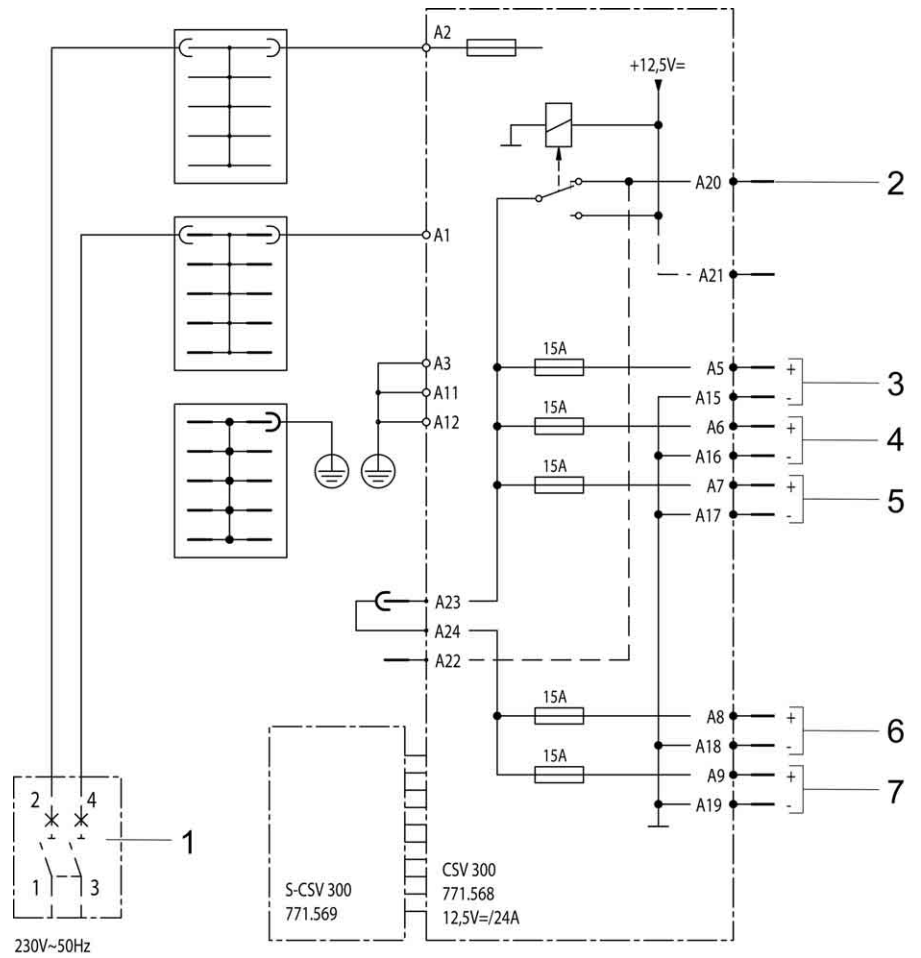 A2
+12,5V=
A20
2
A1
A21
15A
A3
A5
+
3
A11
A15
-
15A
A12
A6
+
4
A16
-
15A
A7
+
5
A17
-
A23
A24
A22
15A
A8
+
6
A18
-
15A
A9
+
7
A19
-
2 4
1
1 3
S-CSV 300
771.569
CSV 300
771.568
12,5V=/24A
230V~50Hz